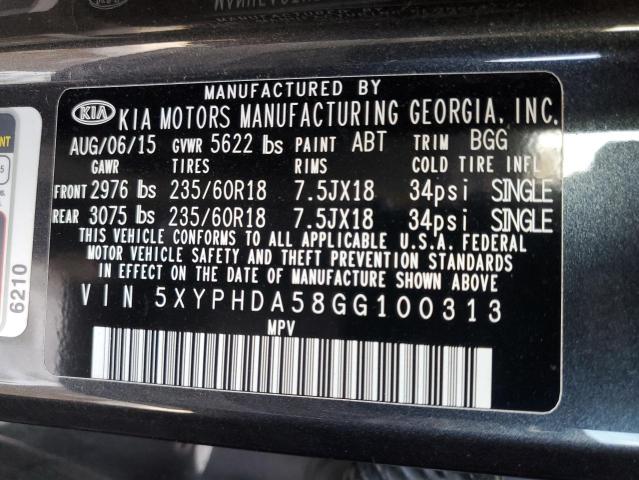 MANUFACTURED BY
KIA KIA MOTORS MANUFACTURING GEORGIA, INC.
AUG/06/15 GVWR 5622 lbs PAINT ABT TRIM BGG
GAWR TIRES RIMS COLD TIRE INFL
FRONT 2976 lbs 235/60R18 7.5JX18 34psi SINGLE
REAR 3075 lbs 235/60R18 7.5JX18 34psi SINGLE
THIS VEHICLE CONFORMS TO ALL APPLICABLE U.S.A. FEDERAL
MOTOR VEHICLE SAFETY AND THEFT PREVENTION STANDARDS
IN EFFECT ON THE DATE OF MANUFACTURE SHOWN ABOVE.
VIN 5XYPHDA58GG100313
MPV
6210